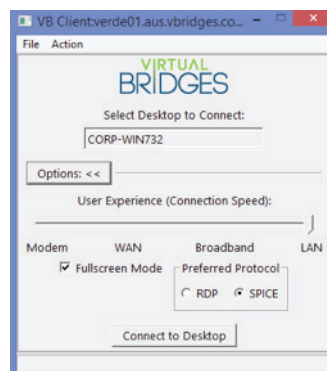 VB Client:verde01.aus.vbridges.co...
File Action
VIRTUAL
BRIDGES
Select Desktop to Connect:
CORP-WIN732
Options: <<
User Experience (Connection Speed):
Modem WAN Broadband LAN
Fullscreen Mode Preferred Protocol
RDP SPICE
Connect to Desktop